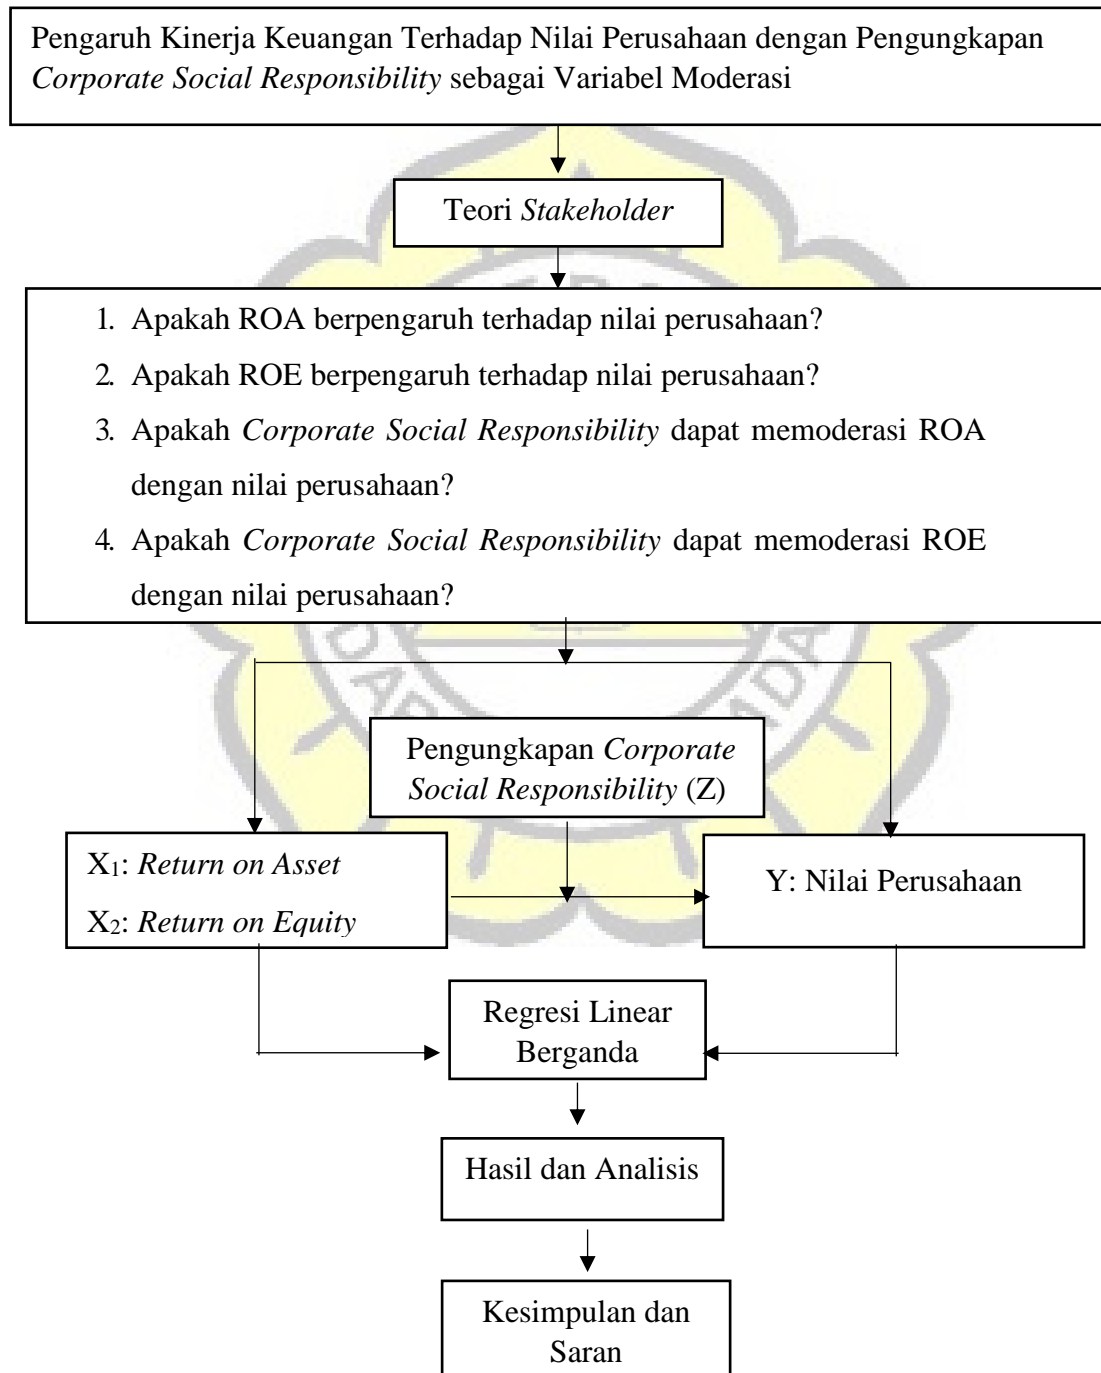 Pengaruh Kinerja Keuangan Terhadap Nilai Perusahaan dengan Pengungkapan
Corporate Social Responsibility sebagai Variabel Moderasi
Teori Stakeholder
1. Apakah ROA berpengaruh terhadap nilai perusahaan?
2. Apakah ROE berpengaruh terhadap nilai perusahaan?
3. Apakah Corporate Social Responsibility dapat memoderasi ROA
dengan nilai perusahaan?
4. Apakah Corporate Social Responsibility dapat memoderasi ROE
dengan nilai perusahaan?
Pengungkapan Corporate
Social Responsibility (Z)
X₁: Return on Asset
X₂: Return on Equity
Y: Nilai Perusahaan
Regresi Linear
Berganda
Hasil dan Analisis
Kesimpulan dan
Saran